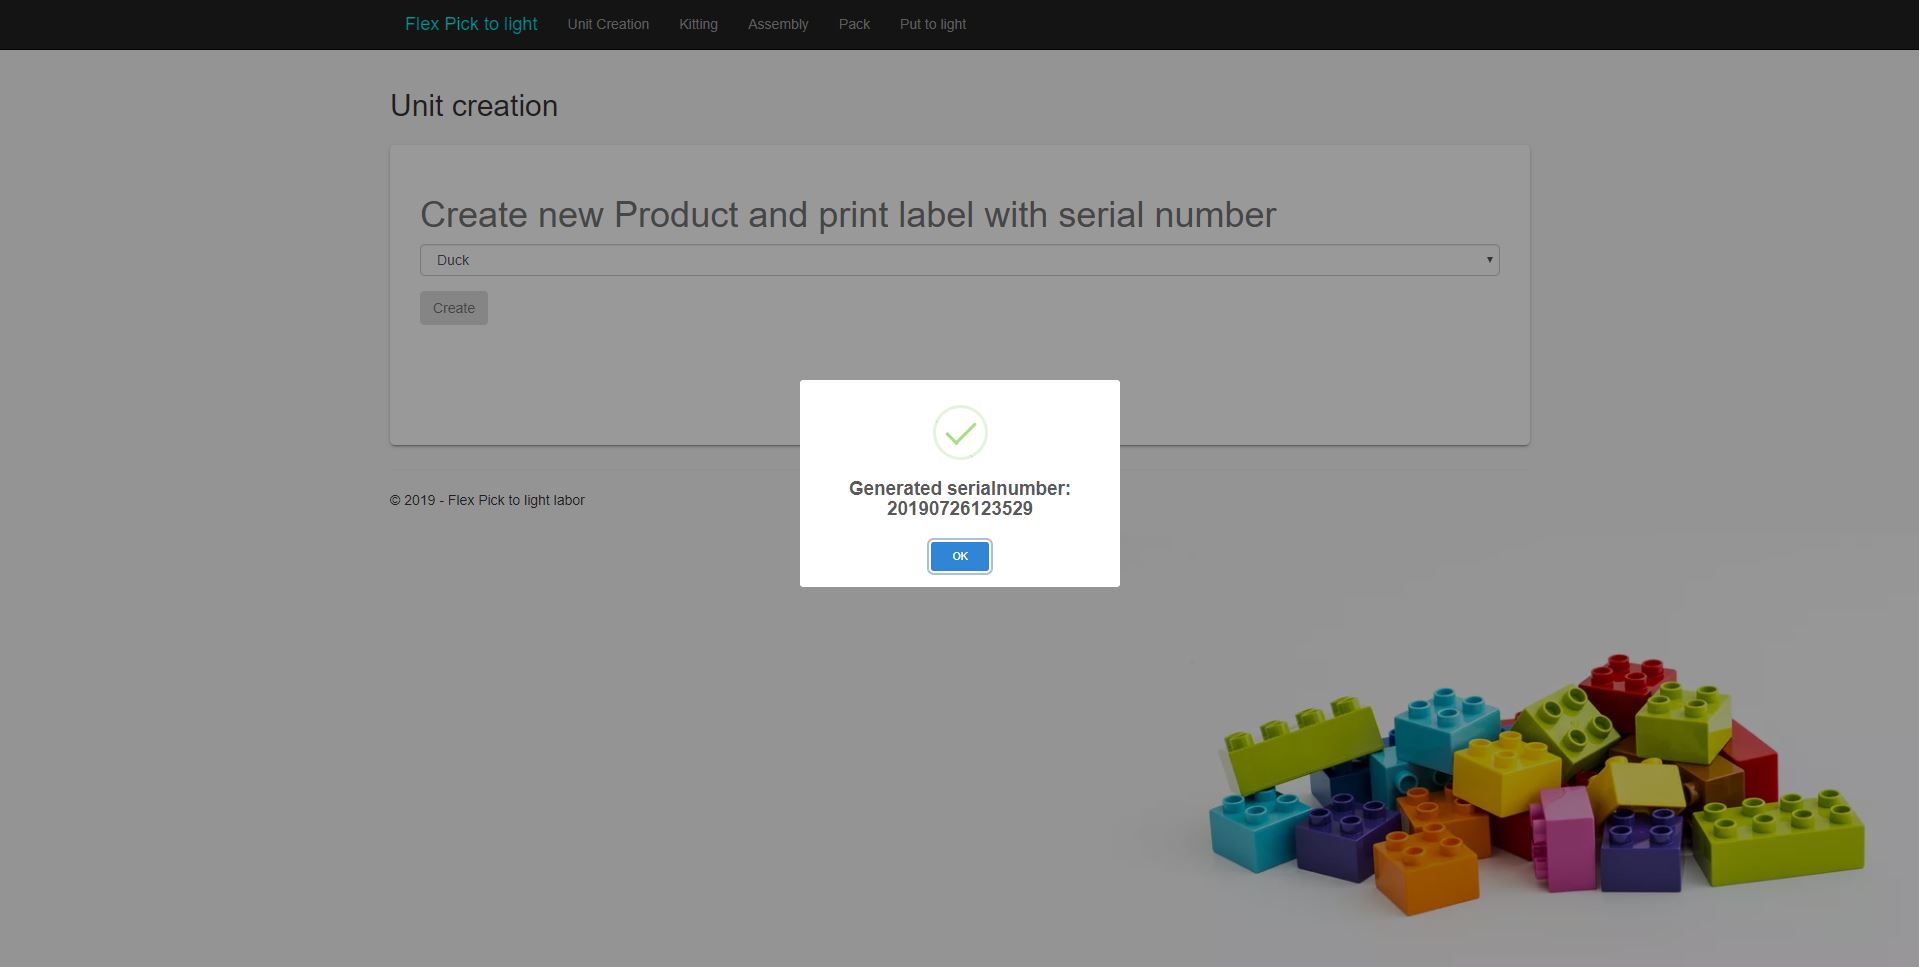 Flex Pick to light Unit Creation Kitting Assembly Pack Put to light
Unit creation
Create new Product and print label with serial number
Duck
Create
Generated serialnumber:
20190726123529
OK
© 2019 - Flex Pick to light labor